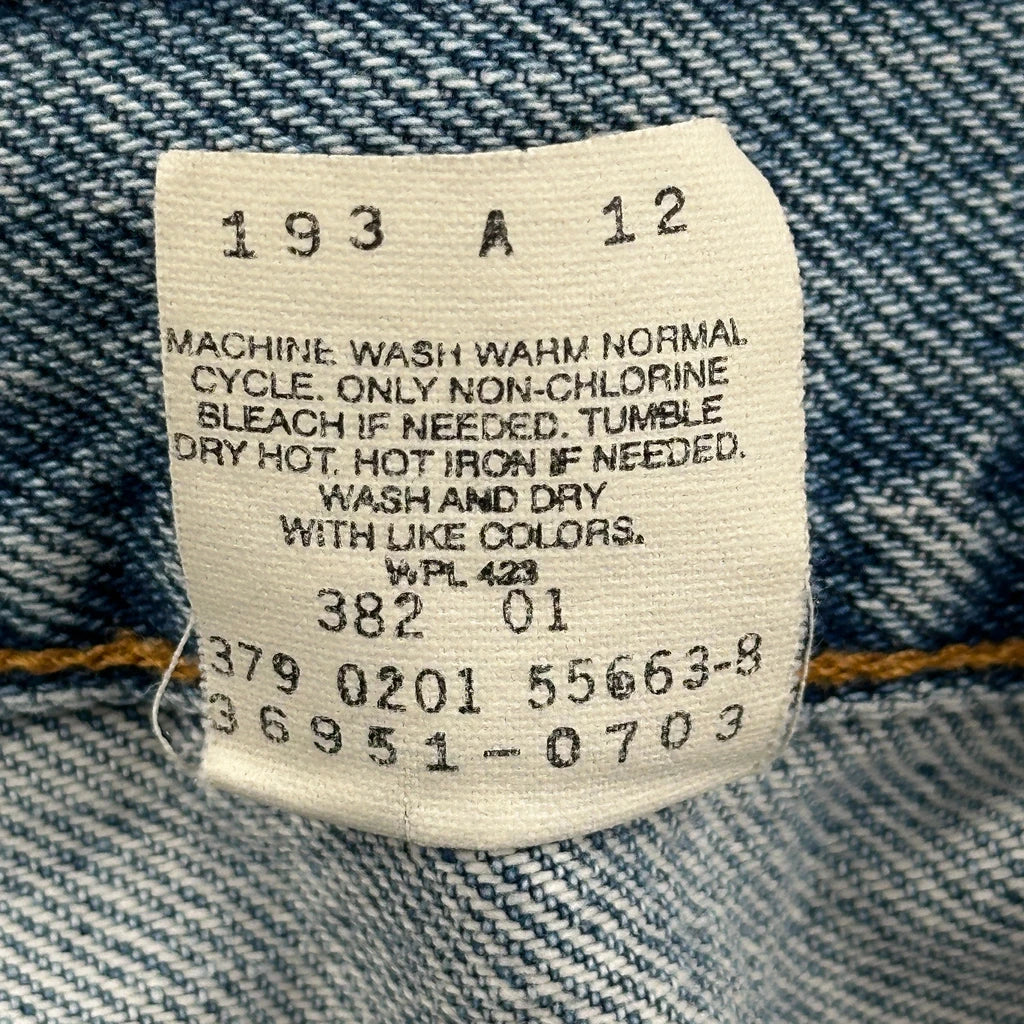 193 A 12
MACHINE WASH WARM NORMAL
CYCLE. ONLY NON-CHLORINE
BLEACH IF NEEDED. TUMBLE
DRY HOT. HOT IRON IF NEEDED.
WASH AND DRY
WITH LIKE COLORS.
WPL 423
382 01
379 0201 55663-8
36951-0703